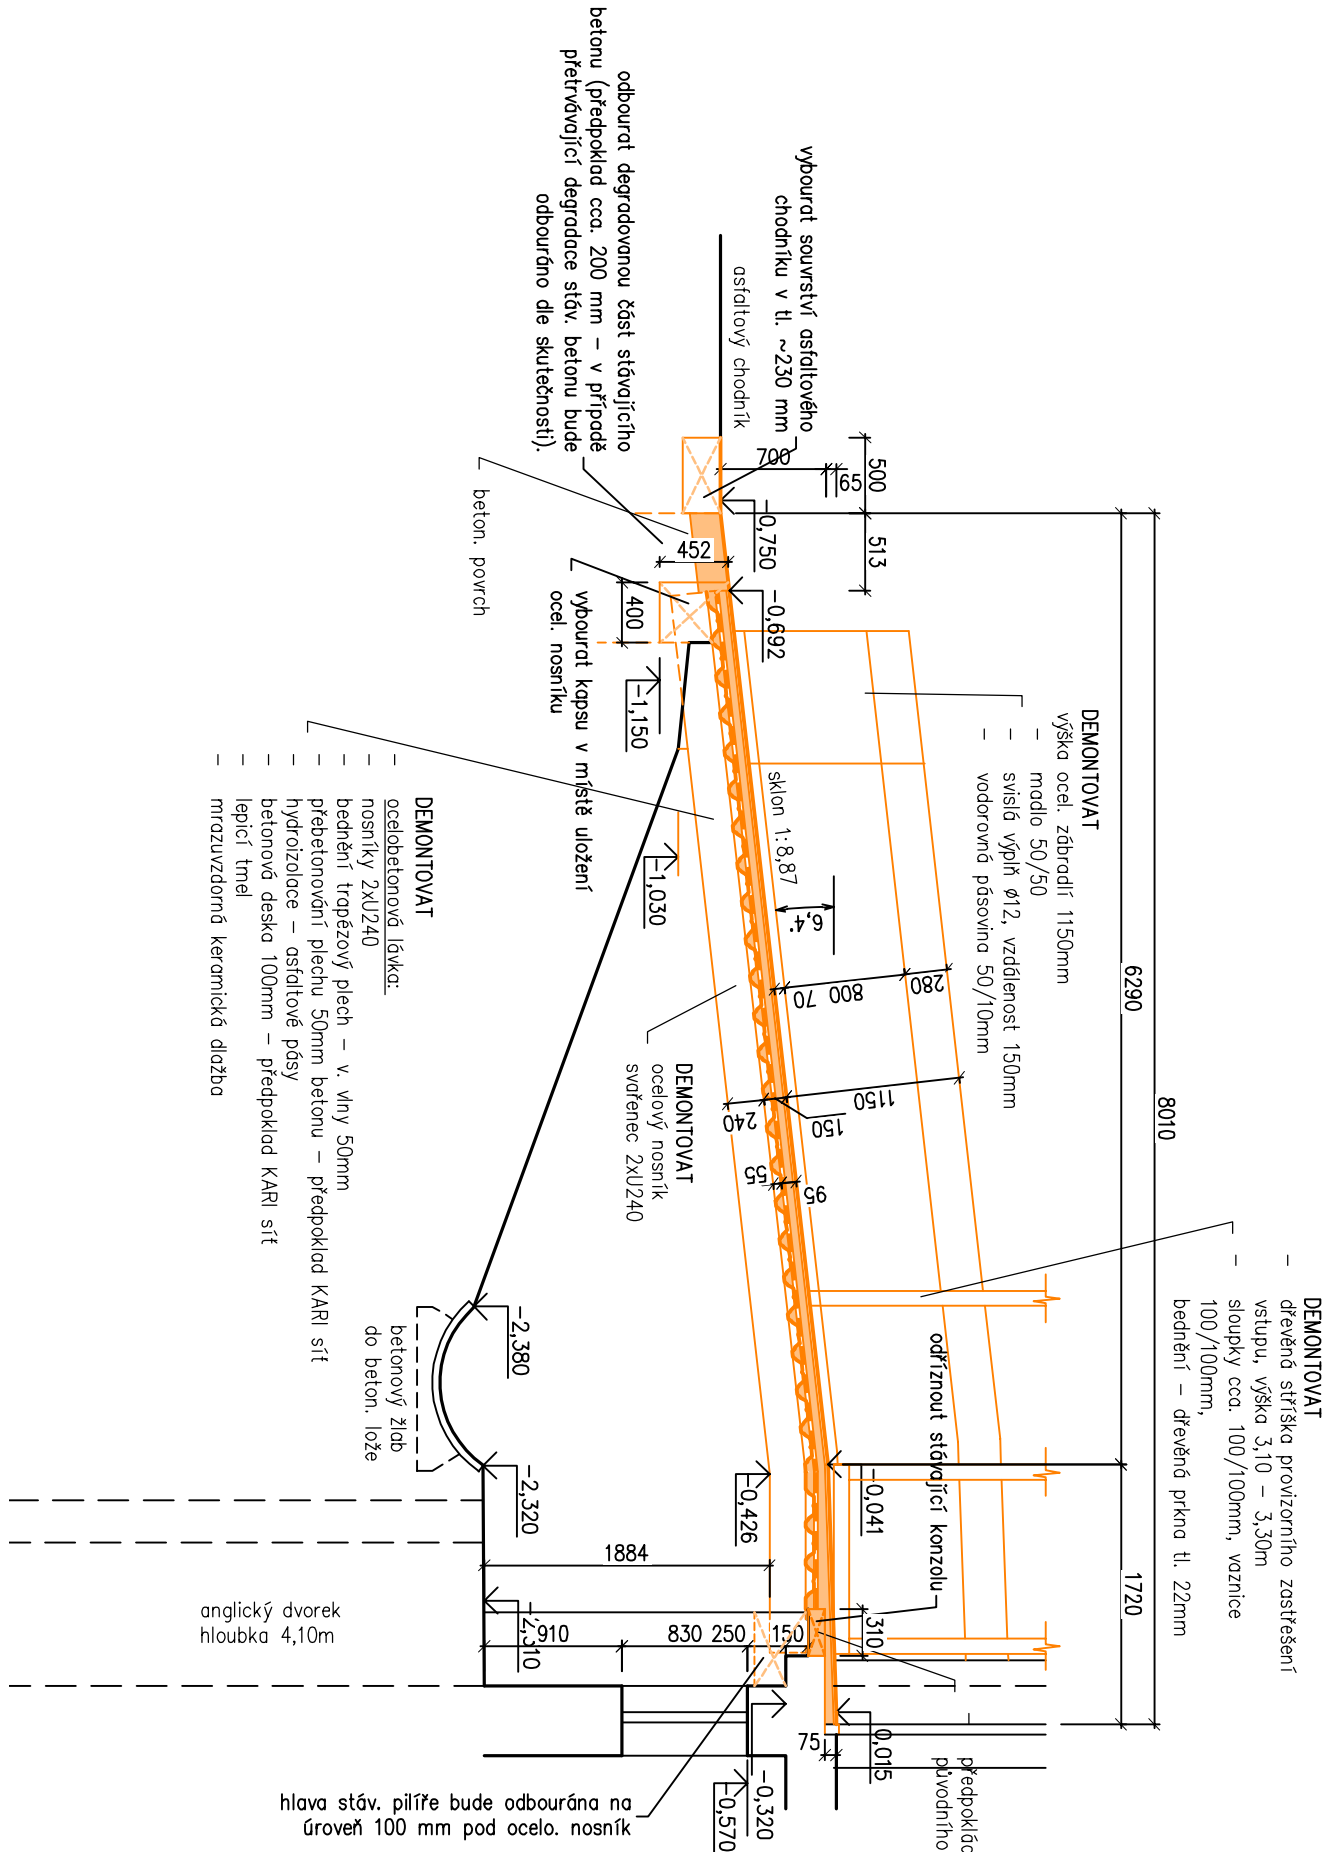 odbourat degradovanou část stávajícího
betonu (předpoklad cca. 200 mm – v případě
přetrvávající degradace stáv. betonu bude
odbouráno dle skutečnosti).
vybourat souvrství asfaltového
chodníku v tl. ~230 mm
asfaltový chodník
beton. povrch
vybourat kapsu v místě uložení
ocel. nosníku
DEMONTOVAT
výška ocel. zábradlí 1150mm
– madlo 50/50
– svislá výplň ø12, vzdálenost 150mm
– vodorovná pásovina 50/10mm
sklon 1:8,87
6,4°
DEMONTOVAT
– ocelobetonová lávka:
– nosníky 2xU240
– bednění trapézový plech – v. vlny 50mm
– přebetonování plechu 50mm betonu – předpoklad KARI síť
– hydroizolace – asfaltové pásy
– betonová deska 100mm – předpoklad KARI síť
– lepicí tmel
– mrazuvzdorná keramická dlažba
DEMONTOVAT
ocelový nosník
svařenec 2xU240
DEMONTOVAT
– dřevěná stříška provizorního zastřešení
vstupu, výška 3,10 – 3,30m
– sloupky cca. 100/100mm, vaznice
100/100mm,
bednění – dřevěná prkna tl. 22mm
odříznout stávající konzolu
betonový žlab
do beton. lože
anglický dvorek
hloubka 4,10m
hlava stáv. pilíře bude odbourána na
úroveň 100 mm pod ocelo. nosník
původního
700
65
500
513
452
400
-0,750
-0,692
-1,150
-1,030
280
800
70
1150
150
240
55
95
6290
8010
1720
-2,380
-2,320
-2,310
-0,426
-0,041
1884
910
830
250
150
310
75
0,015
-0,320
-0,570